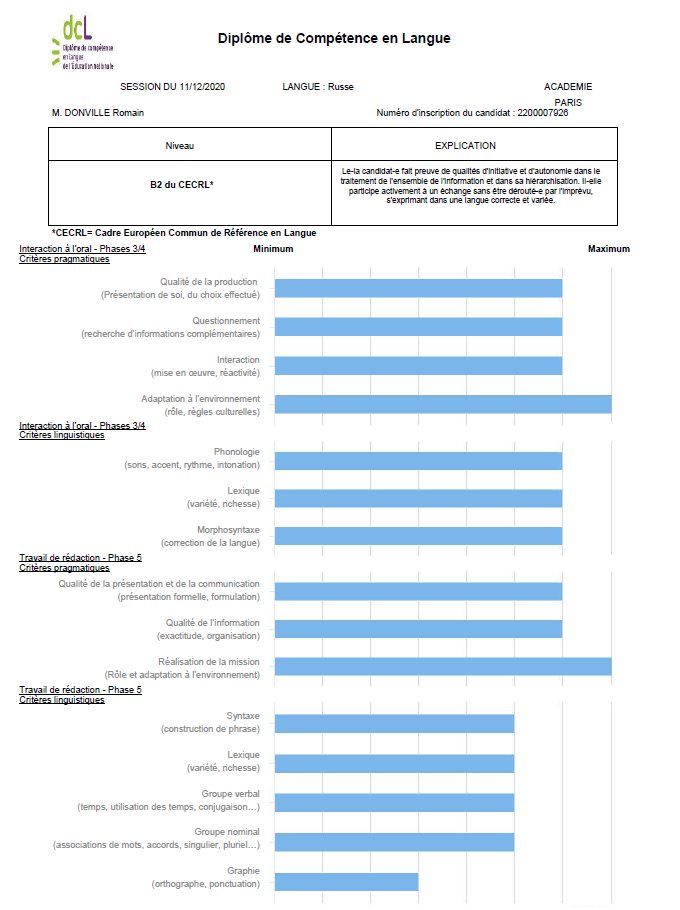 dcL
Diplôme de compétence
en langue
de l'Éducation nationale
Diplôme de Compétence en Langue
SESSION DU 11/12/2020 LANGUE : Russe ACADEMIE
PARIS
M. DONVILLE Romain Numéro d'inscription du candidat : 2200007926
Niveau EXPLICATION
B2 du CECRL*
Le-la candidat-e fait preuve de qualités d'initiative et d'autonomie dans le
traitement de l'ensemble de l'information et dans sa hiérarchisation. Il-elle
participe activement à un échange sans être dérouté-e par l'imprévu,
s'exprimant dans une langue correcte et variée.
*CECRL= Cadre Européen Commun de Référence en Langue
Interaction à l'oral - Phases 3/4 Minimum Maximum
Critères pragmatiques
Qualité de la production
(Présentation de soi, du choix effectué)
Questionnement
(recherche d'informations complémentaires)
Interaction
(mise en œuvre, réactivité)
Adaptation à l'environnement
(rôle, règles culturelles)
Interaction à l'oral - Phases 3/4
Critères linguistiques
Phonologie
(sons, accent, rythme, intonation)
Lexique
(variété, richesse)
Morphosyntaxe
(correction de la langue)
Travail de rédaction - Phase 5
Critères pragmatiques
Qualité de la présentation et de la communication
(présentation formelle, formulation)
Qualité de l'information
(exactitude, organisation)
Réalisation de la mission
(Rôle et adaptation à l'environnement)
Travail de rédaction - Phase 5
Critères linguistiques
Syntaxe
(construction de phrase)
Lexique
(variété, richesse)
Groupe verbal
(temps, utilisation des temps, conjugaison...)
Groupe nominal
(associations de mots, accords, singulier, pluriel...)
Graphie
(orthographe, ponctuation)